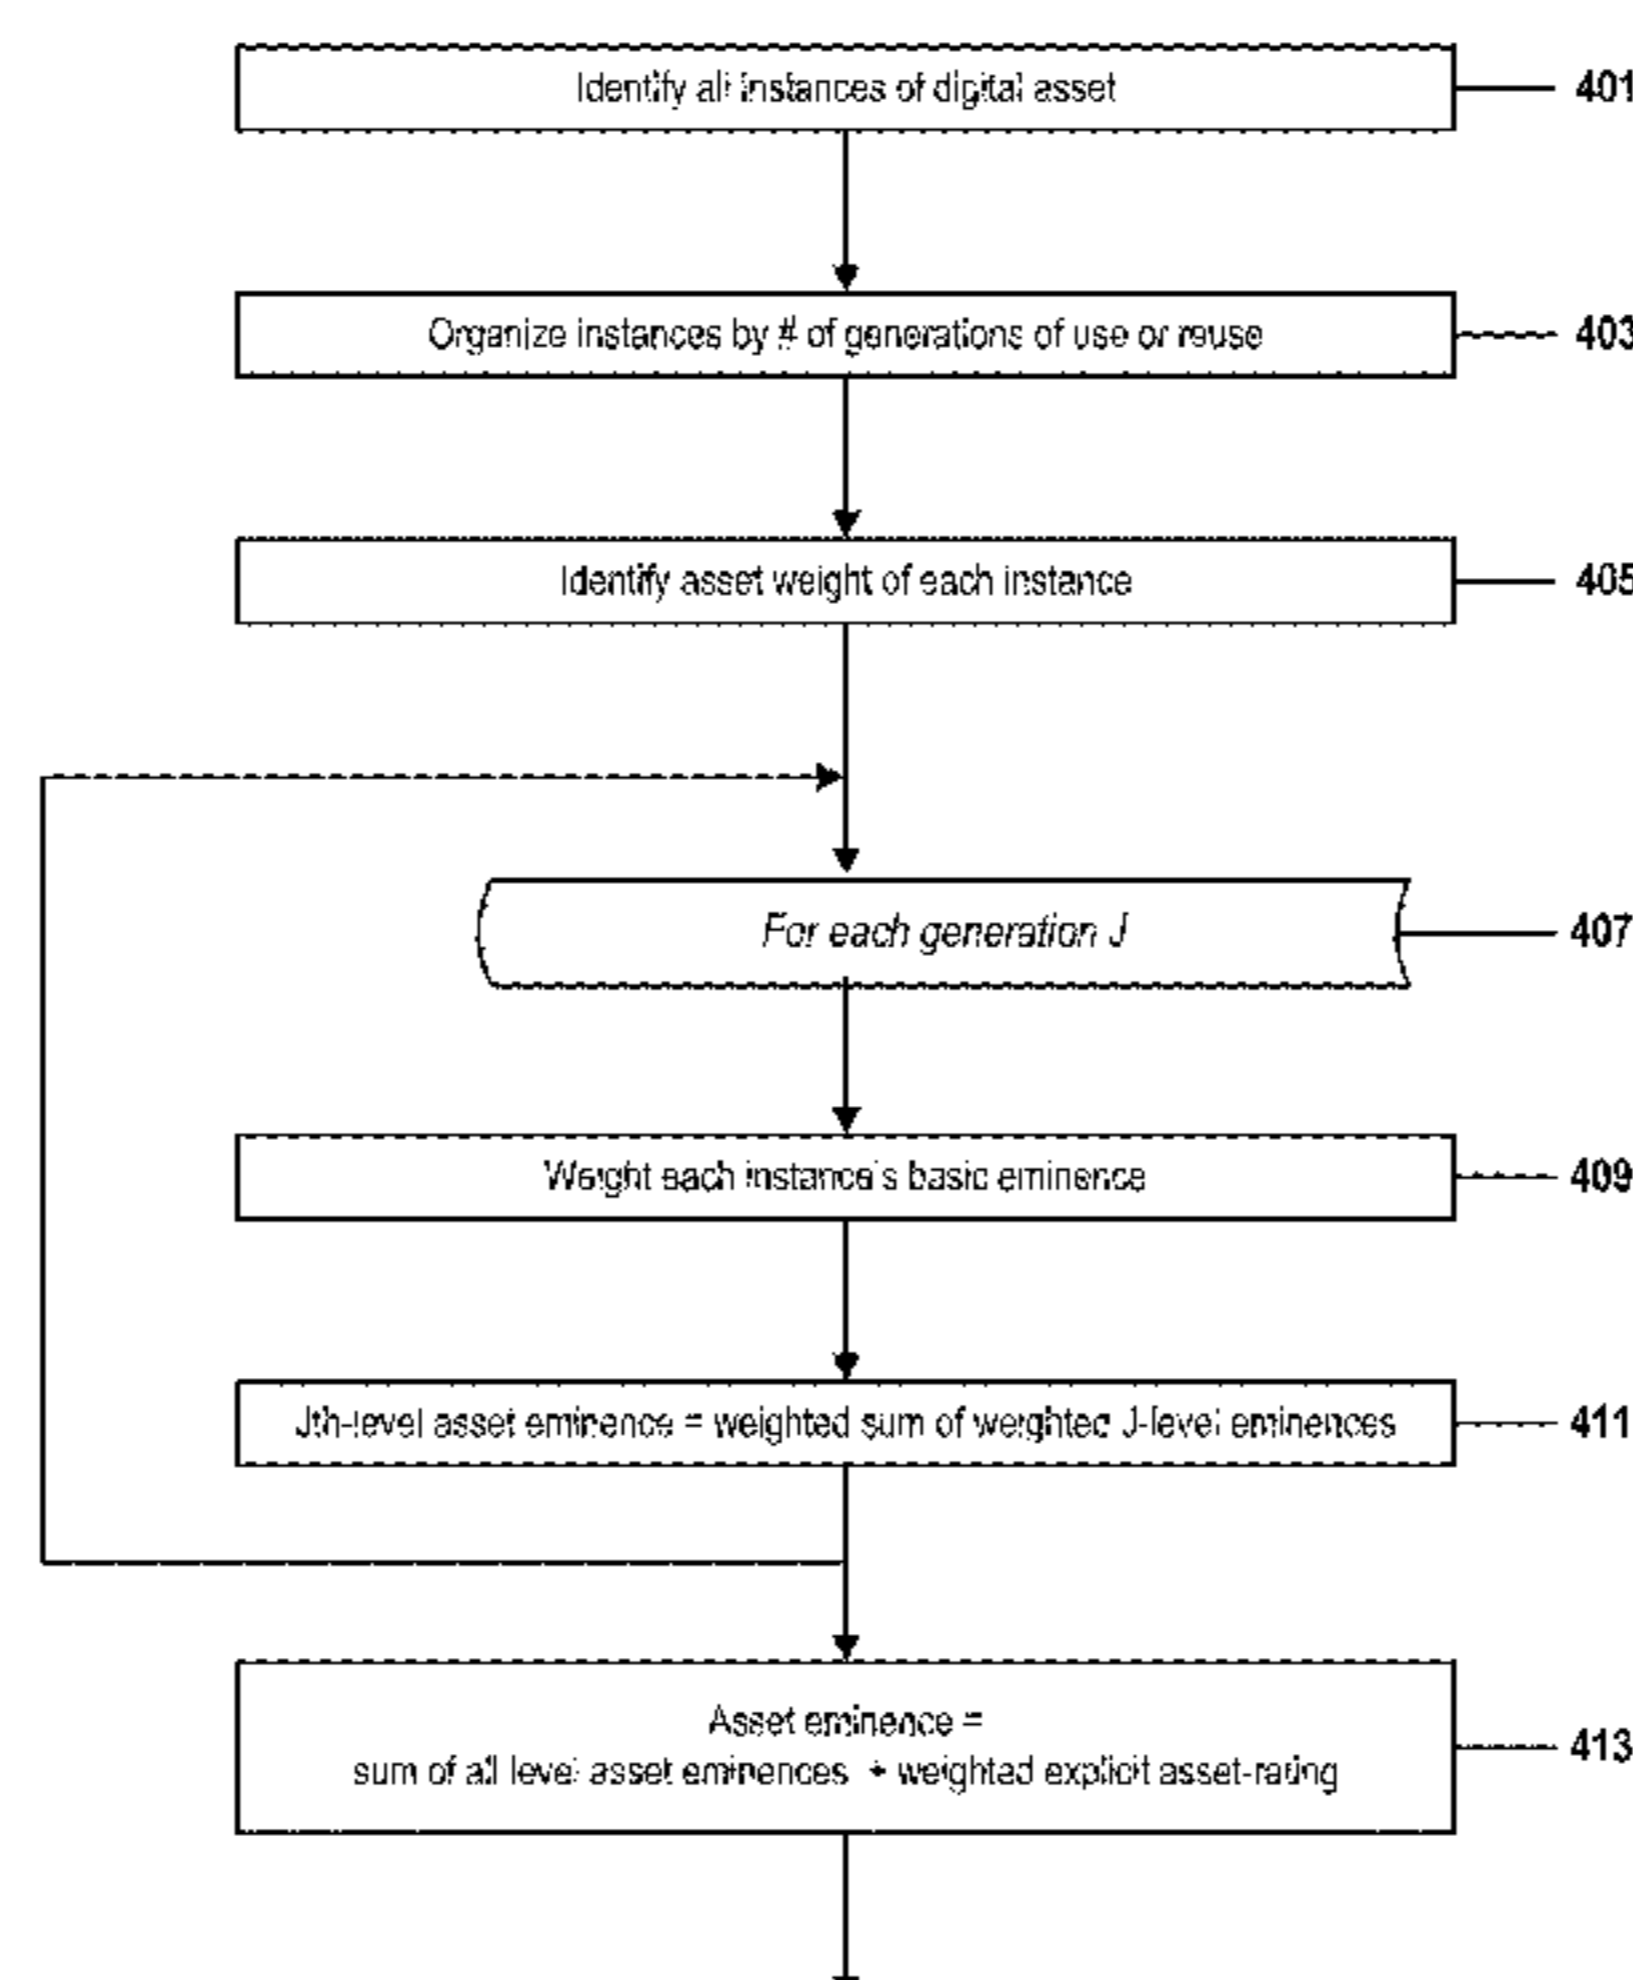 Identify all instances of digital asset
401
Organize instances by # of generations of use or reuse
403
Identify asset weight of each instance
405
For each generation J
407
Weight each instance's basic eminence
409
Jth-level asset eminence = weighted sum of weighted J-level eminences
411
Asset eminence =
sum of all level asset eminences + weighted explicit asset-rating
413